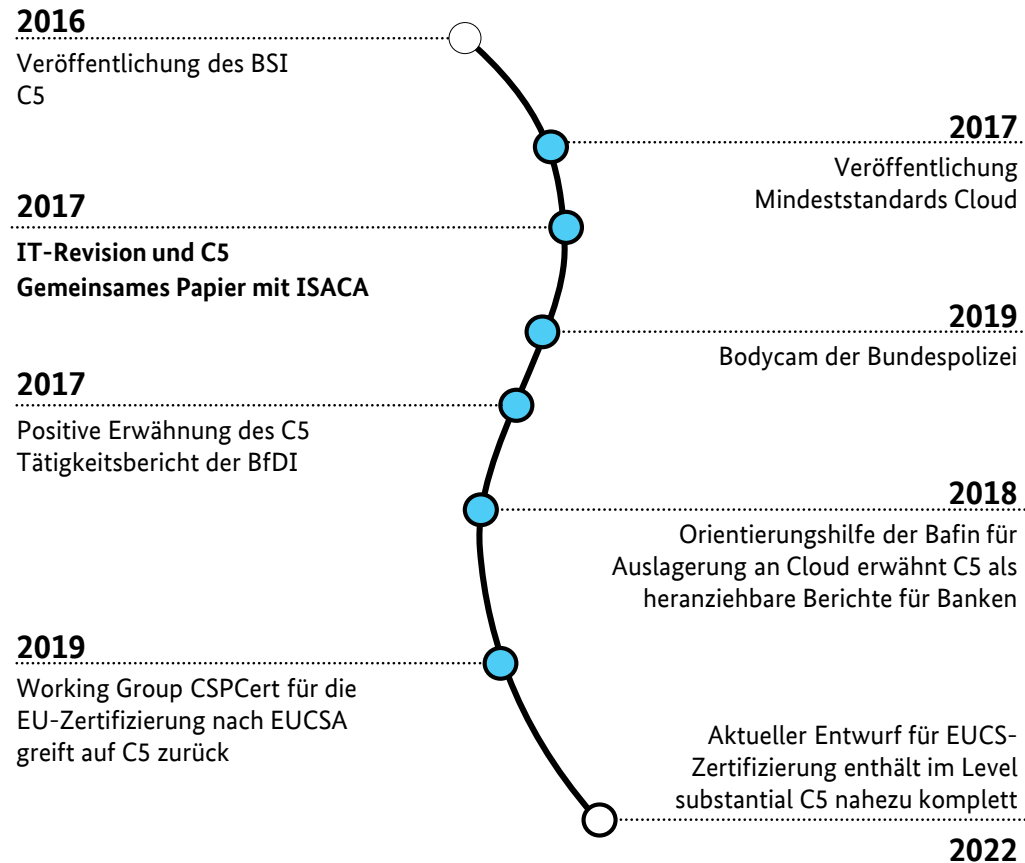 2016
Veröffentlichung des BSI
C5
2017
Veröffentlichung
Mindeststandards Cloud
2017
IT-Revision und C5
Gemeinsames Papier mit ISACA
2019
Bodycam der Bundespolizei
2017
Positive Erwähnung des C5
Tätigkeitsbericht der BfDI
2018
Orientierungshilfe der Bafin für
Auslagerung an Cloud erwähnt C5 als
heranziehbare Berichte für Banken
2019
Working Group CSPCert für die
EU-Zertifizierung nach EUCSA
greift auf C5 zurück
Aktueller Entwurf für EUCS-
Zertifizierung enthält im Level
substantial C5 nahezu komplett
2022